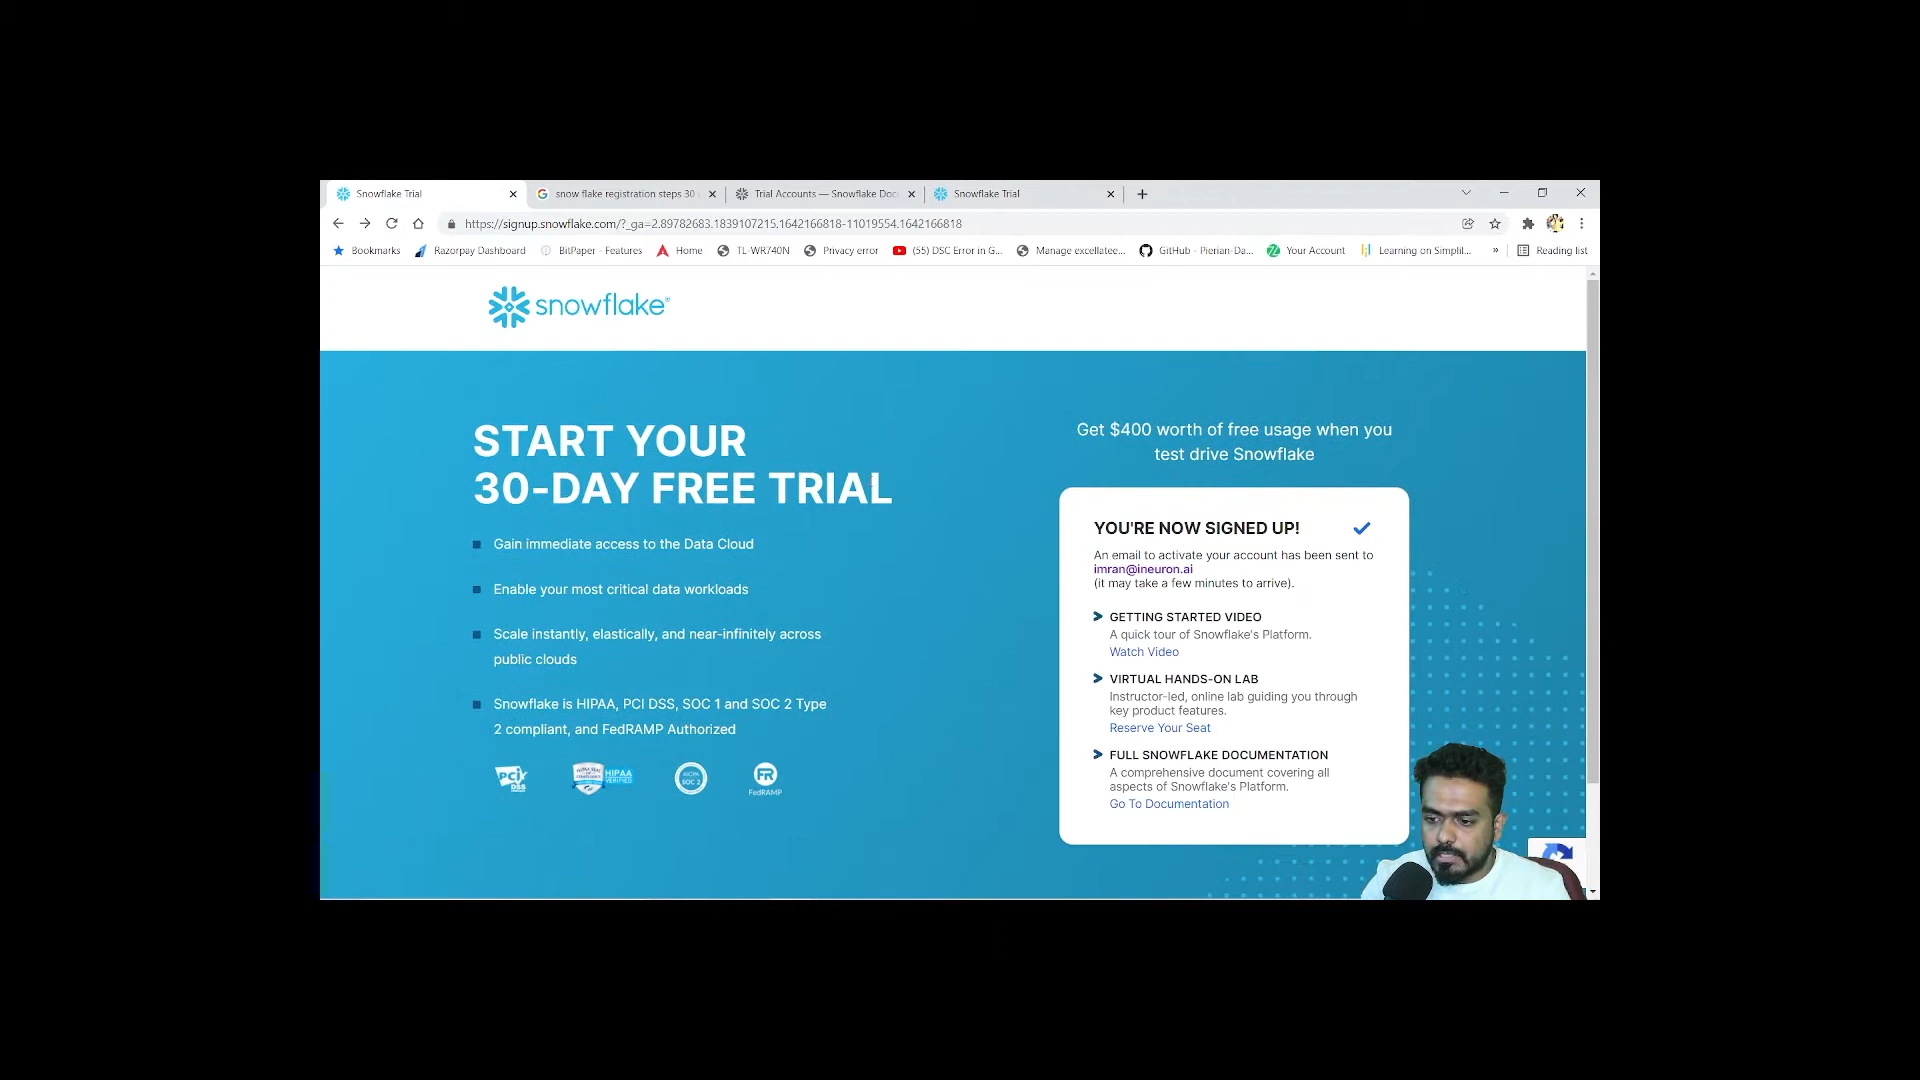 Snowflake Trial
snow flake registration steps 30
Trial Accounts — Snowflake Doc
Snowflake Trial
https://signup.snowflake.com/?_ga=2.89782683.1839107215.1642166818-11019554.1642166818
Bookmarks
Razorpay Dashboard
BitPaper - Features
Home
TL-WR740N
Privacy error
(55) DSC Error in G...
Manage excellatee...
GitHub - Pierian-Da...
Your Account
Learning on Simplil...
»
Reading list
snowflake®
START YOUR
30-DAY FREE TRIAL
Gain immediate access to the Data Cloud
Enable your most critical data workloads
Scale instantly, elastically, and near-infinitely across
public clouds
Snowflake is HIPAA, PCI DSS, SOC 1 and SOC 2 Type
2 compliant, and FedRAMP Authorized
PCI
DSS
HIPAA
VERIFIED
AICPA
SOC 2
FR
FedRAMP
Get $400 worth of free usage when you
test drive Snowflake
YOU'RE NOW SIGNED UP!
An email to activate your account has been sent to
imran@ineuron.ai
(it may take a few minutes to arrive).
GETTING STARTED VIDEO
A quick tour of Snowflake's Platform.
Watch Video
VIRTUAL HANDS-ON LAB
Instructor-led, online lab guiding you through
key product features.
Reserve Your Seat
FULL SNOWFLAKE DOCUMENTATION
A comprehensive document covering all
aspects of Snowflake's Platform.
Go To Documentation